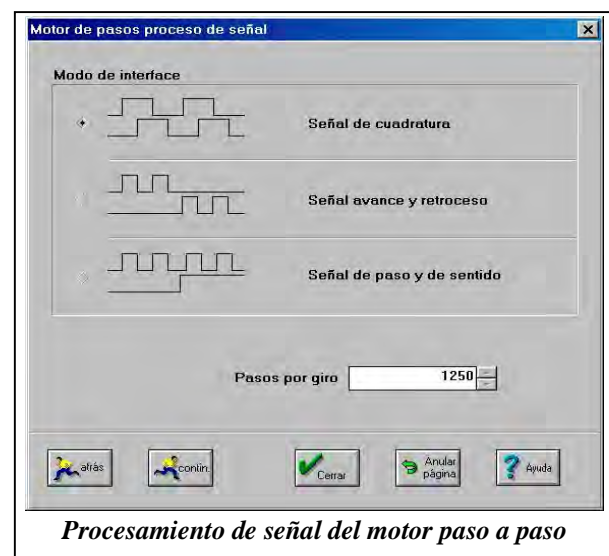 Motor de pasos proceso de señal
Modo de interface
Señal de cuadratura
Señal avance y retroceso
Señal de paso y de sentido
Pasos por giro 1250
atrás contin. Cerrar Anular página Ayuda
Procesamiento de señal del motor paso a paso